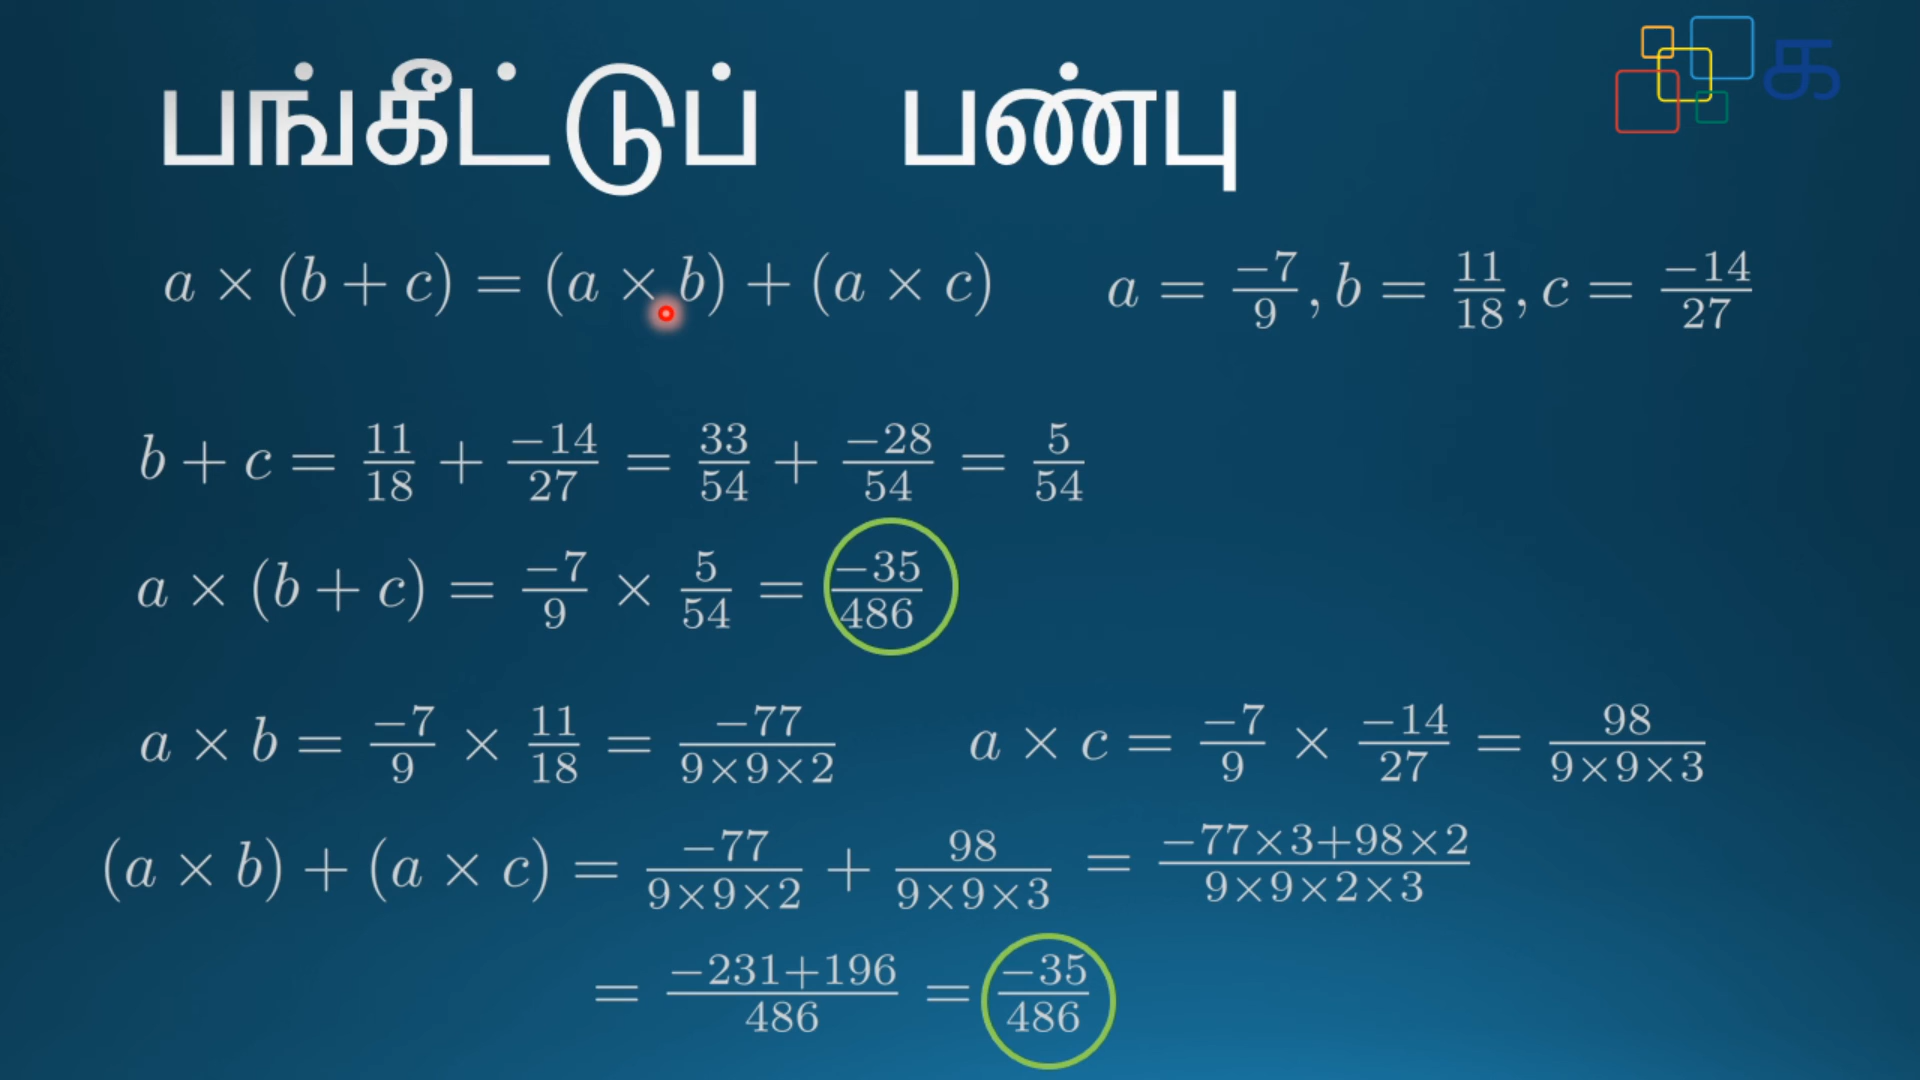 பங்கீட்டுப் பண்பு
க
a × (b + c) = (a × b) + (a × c) a = -7/9, b = 11/18, c = -14/27
b + c = 11/18 + -14/27 = 33/54 + -28/54 = 5/54
a × (b + c) = -7/9 × 5/54 = -35/486
a × b = -7/9 × 11/18 = -77/9×9×2 a × c = -7/9 × -14/27 = 98/9×9×3
(a × b) + (a × c) = -77/9×9×2 + 98/9×9×3 = -77×3+98×2/9×9×2×3
= -231+196/486 = -35/486